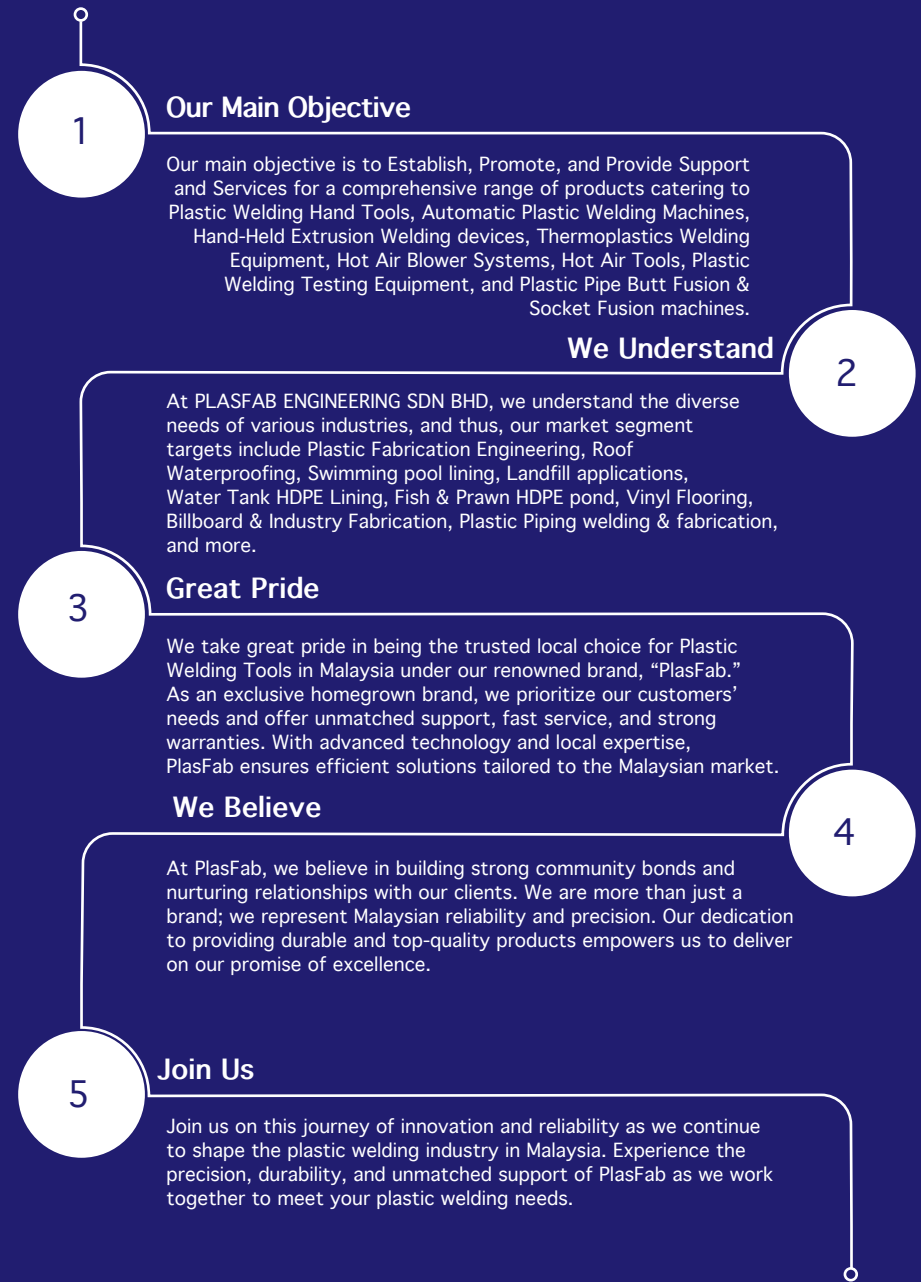 1
Our Main Objective
Our main objective is to Establish, Promote, and Provide Support
and Services for a comprehensive range of products catering to
Plastic Welding Hand Tools, Automatic Plastic Welding Machines,
Hand-Held Extrusion Welding devices, Thermoplastics Welding
Equipment, Hot Air Blower Systems, Hot Air Tools, Plastic
Welding Testing Equipment, and Plastic Pipe Butt Fusion &
Socket Fusion machines.
We Understand
2
At PLASFAB ENGINEERING SDN BHD, we understand the diverse
needs of various industries, and thus, our market segment
targets include Plastic Fabrication Engineering, Roof
Waterproofing, Swimming pool lining, Landfill applications,
Water Tank HDPE Lining, Fish & Prawn HDPE pond, Vinyl Flooring,
Billboard & Industry Fabrication, Plastic Piping welding & fabrication,
and more.
3
Great Pride
We take great pride in being the trusted local choice for Plastic
Welding Tools in Malaysia under our renowned brand, “PlasFab.”
As an exclusive homegrown brand, we prioritize our customers’
needs and offer unmatched support, fast service, and strong
warranties. With advanced technology and local expertise,
PlasFab ensures efficient solutions tailored to the Malaysian market.
We Believe
4
At PlasFab, we believe in building strong community bonds and
nurturing relationships with our clients. We are more than just a
brand; we represent Malaysian reliability and precision. Our dedication
to providing durable and top-quality products empowers us to deliver
on our promise of excellence.
5
Join Us
Join us on this journey of innovation and reliability as we continue
to shape the plastic welding industry in Malaysia. Experience the
precision, durability, and unmatched support of PlasFab as we work
together to meet your plastic welding needs.